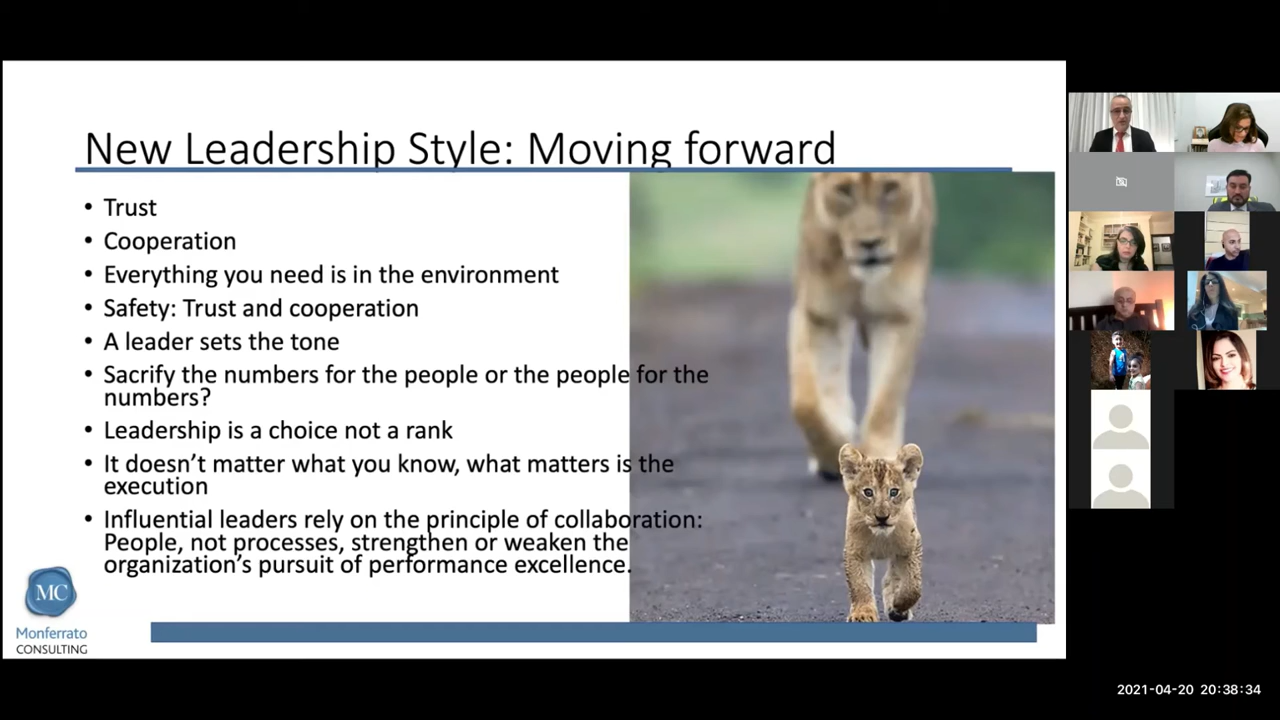 New Leadership Style: Moving forward
• Trust
• Cooperation
• Everything you need is in the environment
• Safety: Trust and cooperation
• A leader sets the tone
• Sacrify the numbers for the people or the people for the
numbers?
• Leadership is a choice not a rank
• It doesn’t matter what you know, what matters is the
execution
• Influential leaders rely on the principle of collaboration:
People, not processes, strengthen or weaken the
organization’s pursuit of performance excellence.
MC
Monferrato
CONSULTING
2021-04-20 20:38:34